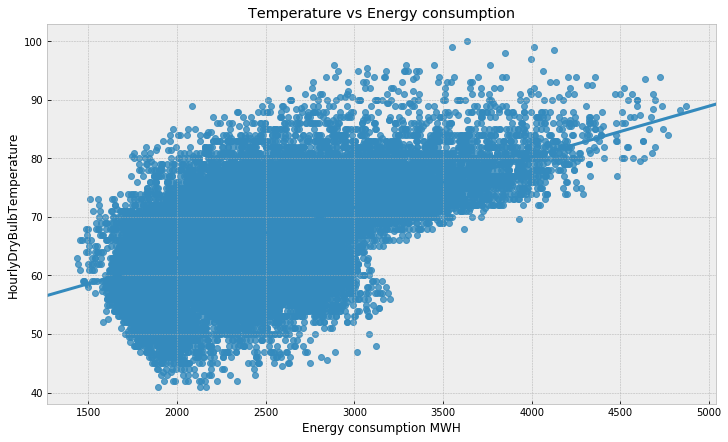 Temperature vs Energy consumption
HourlyDryBulbTemperature
100
90
80
70
60
50
40
1500 2000 2500 3000 3500 4000 4500 5000
Energy consumption MWH